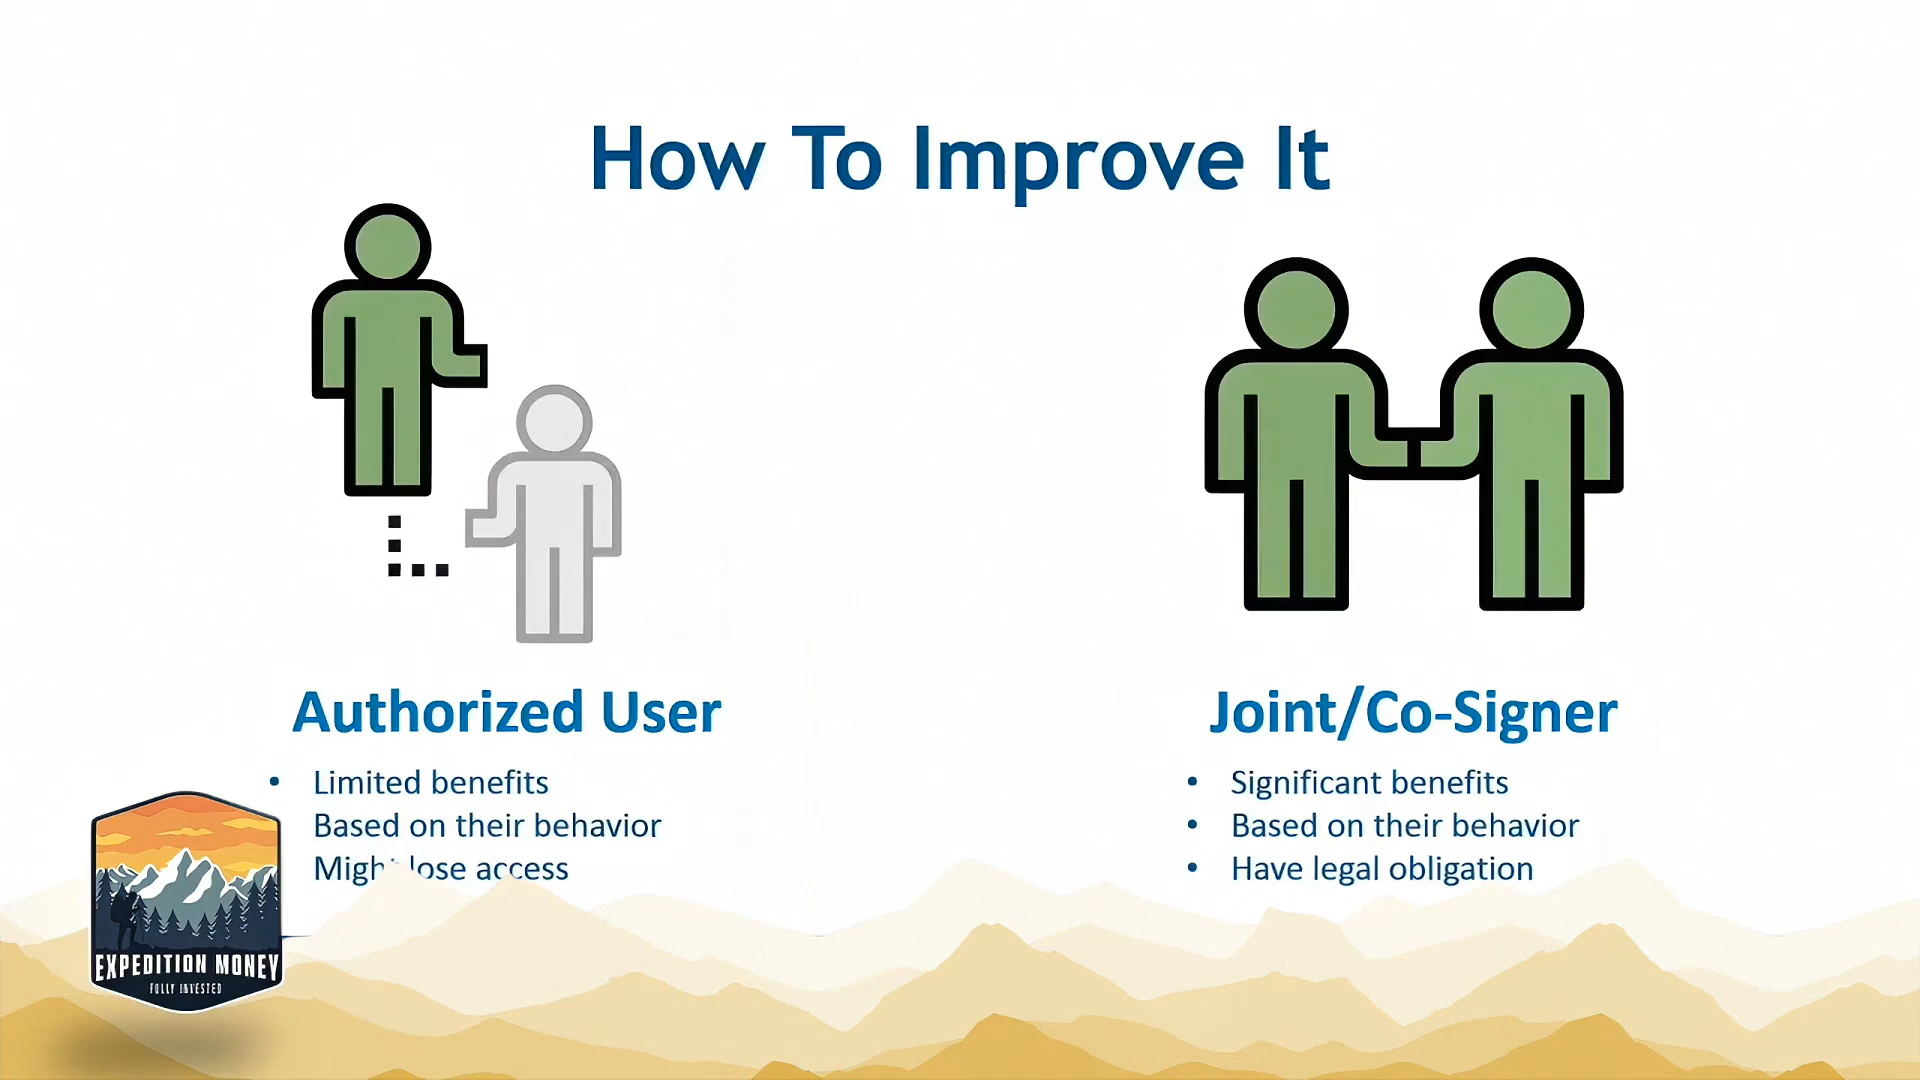 How To Improve It
Authorized User
• Limited benefits
Based on their behavior
Might lose access
Joint/Co-Signer
• Significant benefits
• Based on their behavior
• Have legal obligation
EXPEDITION MONEY
FULLY INVESTED